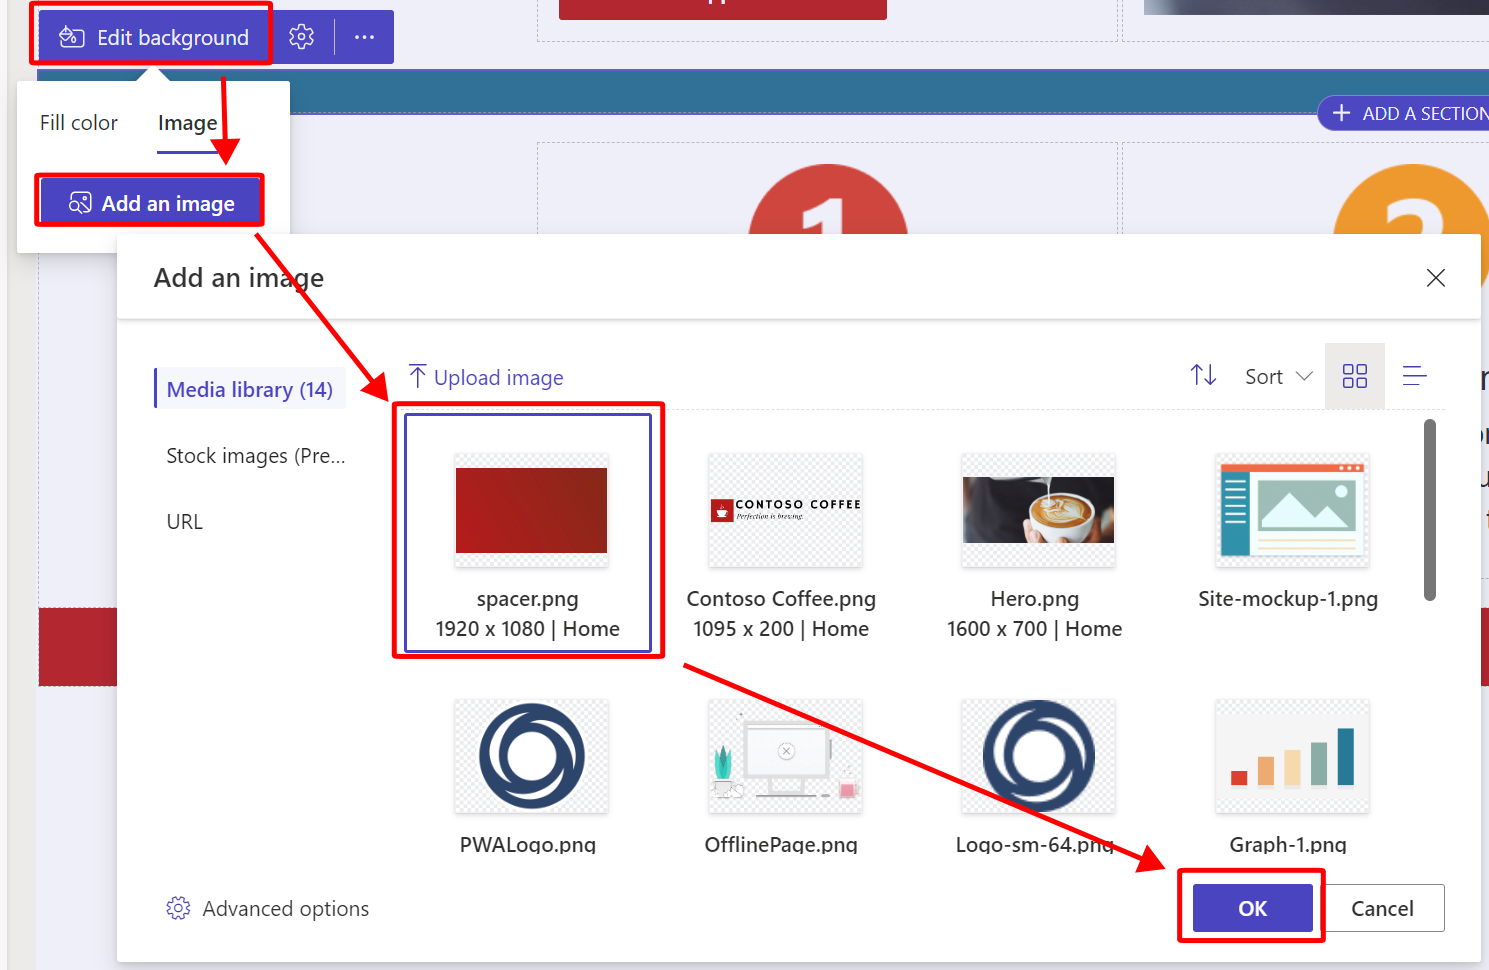 Edit background
Fill color
Image
ADD A SECTION
Add an image
1
2
Add an image
Media library (14)
Upload image
Sort
Stock images (Pre...
URL
CONTOSO COFFEE
Perfection is brewing.
spacer.png
1920 x 1080 | Home
Contoso Coffee.png
1095 x 200 | Home
Hero.png
1600 x 700 | Home
Site-mockup-1.png
PWALogo.png
OfflinePage.png
Logo-sm-64.png
Graph-1.png
Advanced options
OK
Cancel